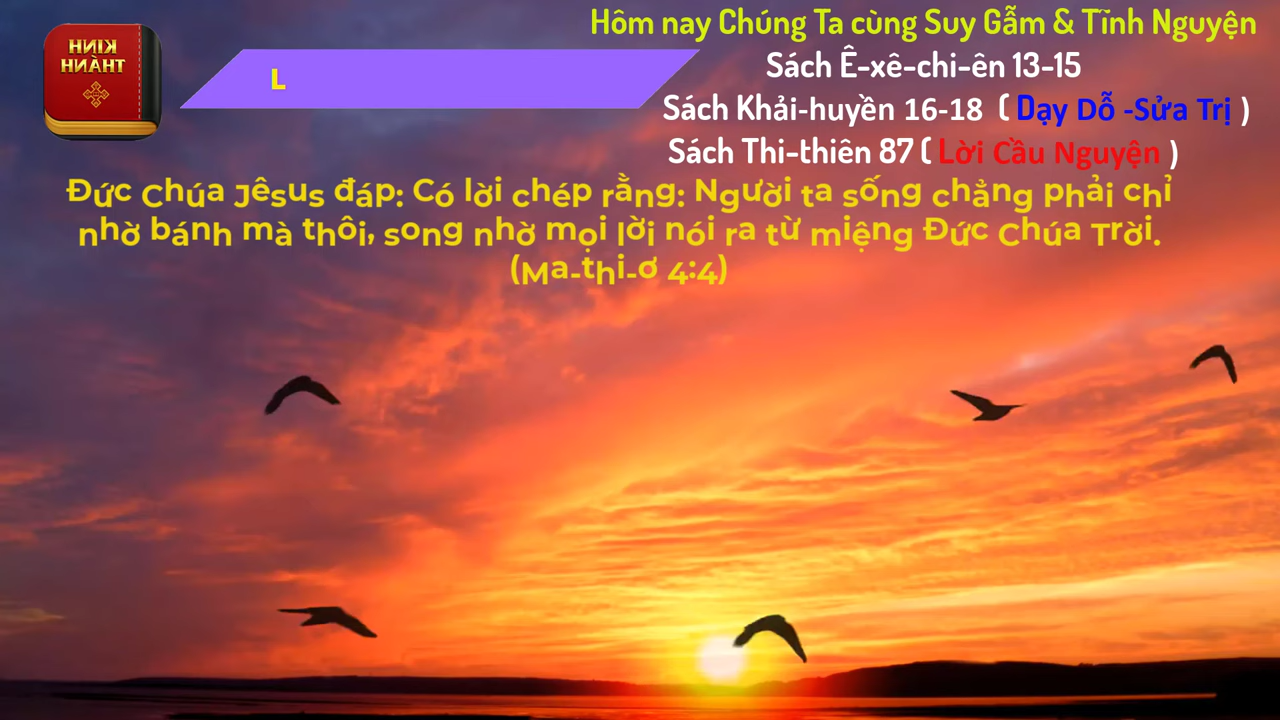 Hôm nay Chúng Ta cùng Suy Gẫm & Tĩnh Nguyện
KINH
THÁNH
L
Sách Ê-xê-chi-ên 13-15
Sách Khải-huyền 16-18 ( Dạy Dỗ -Sửa Trị )
Sách Thi-thiên 87 ( Lời Cầu Nguyện )
Đức Chúa Jêsus đáp: Có lời chép rằng: Người ta sống chẳng phải chỉ
nhờ bánh mà thôi, song nhờ mọi lời nói ra từ miệng Đức Chúa Trời.
(Ma-thi-ơ 4:4)